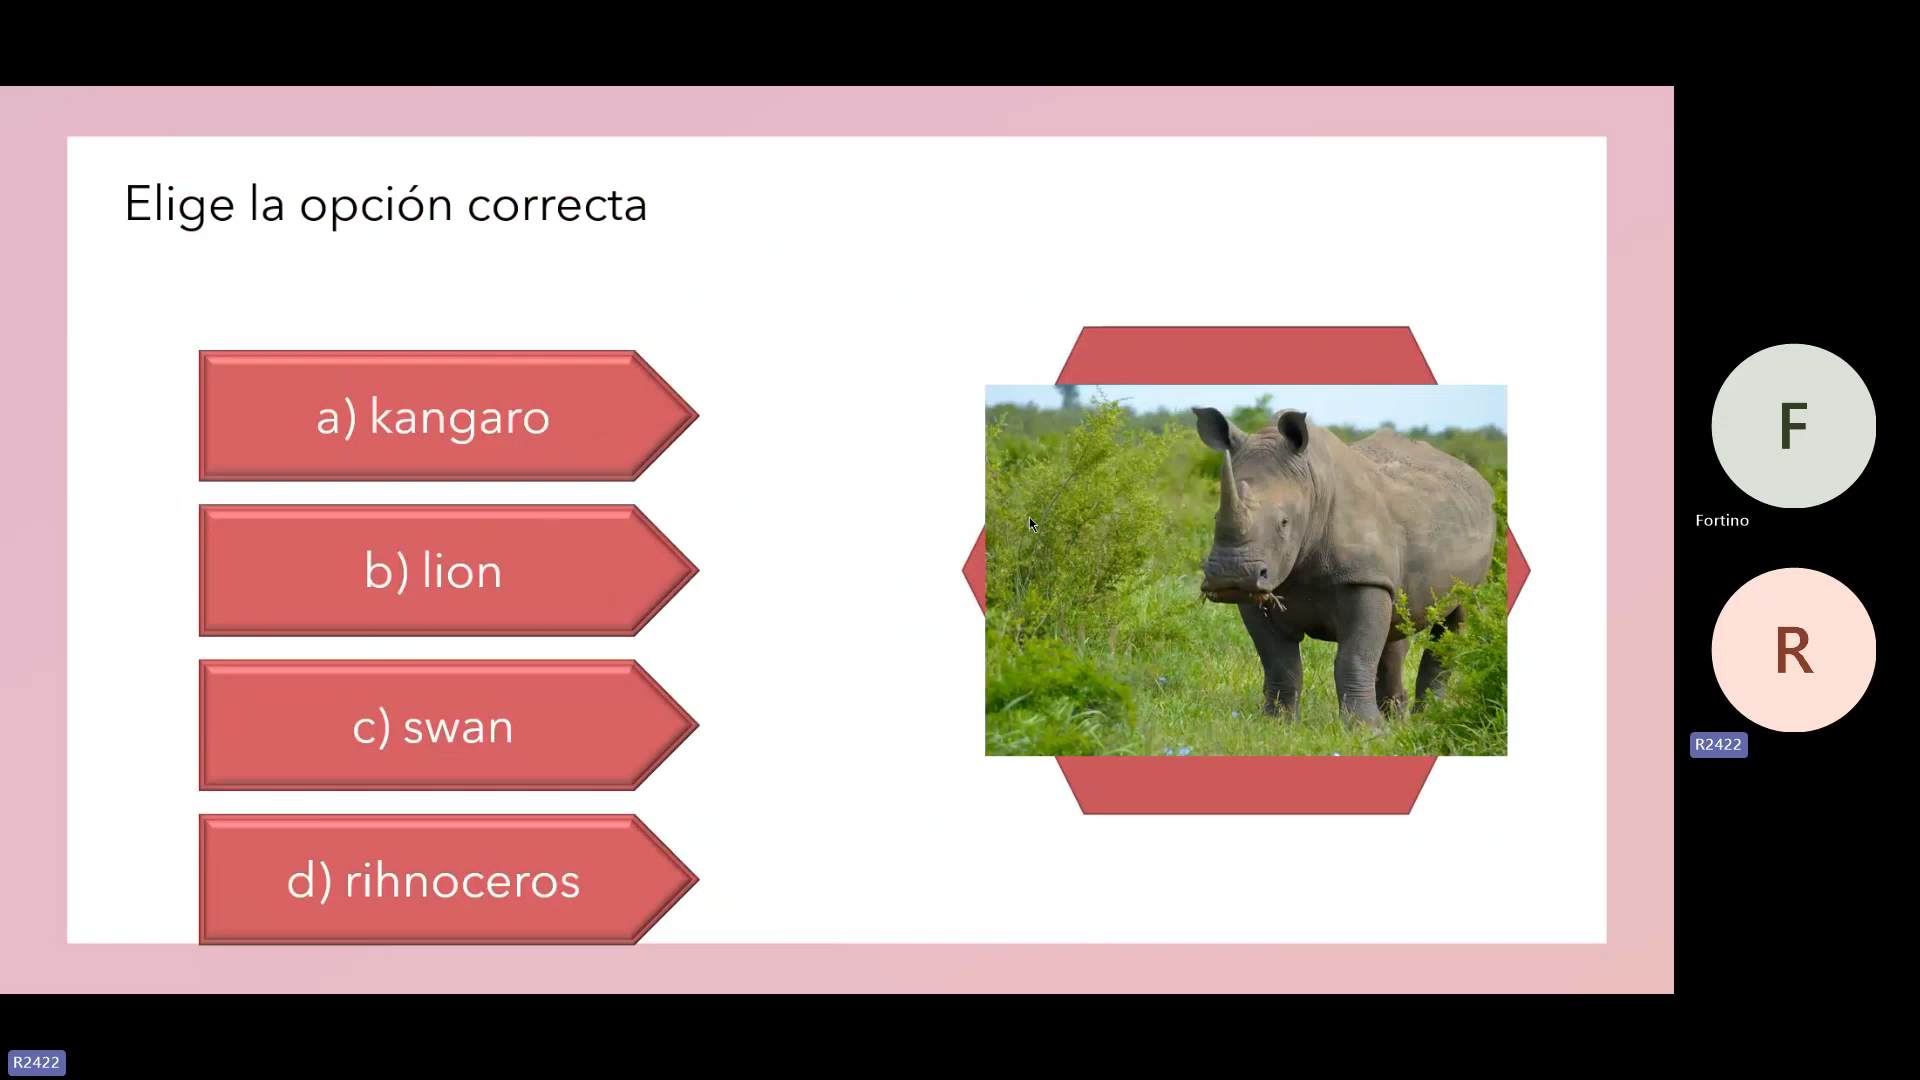 Elige la opción correcta
a) kangaro
b) lion
c) swan
d) rihnoceros
F
Fortino
R
R2422
R2422